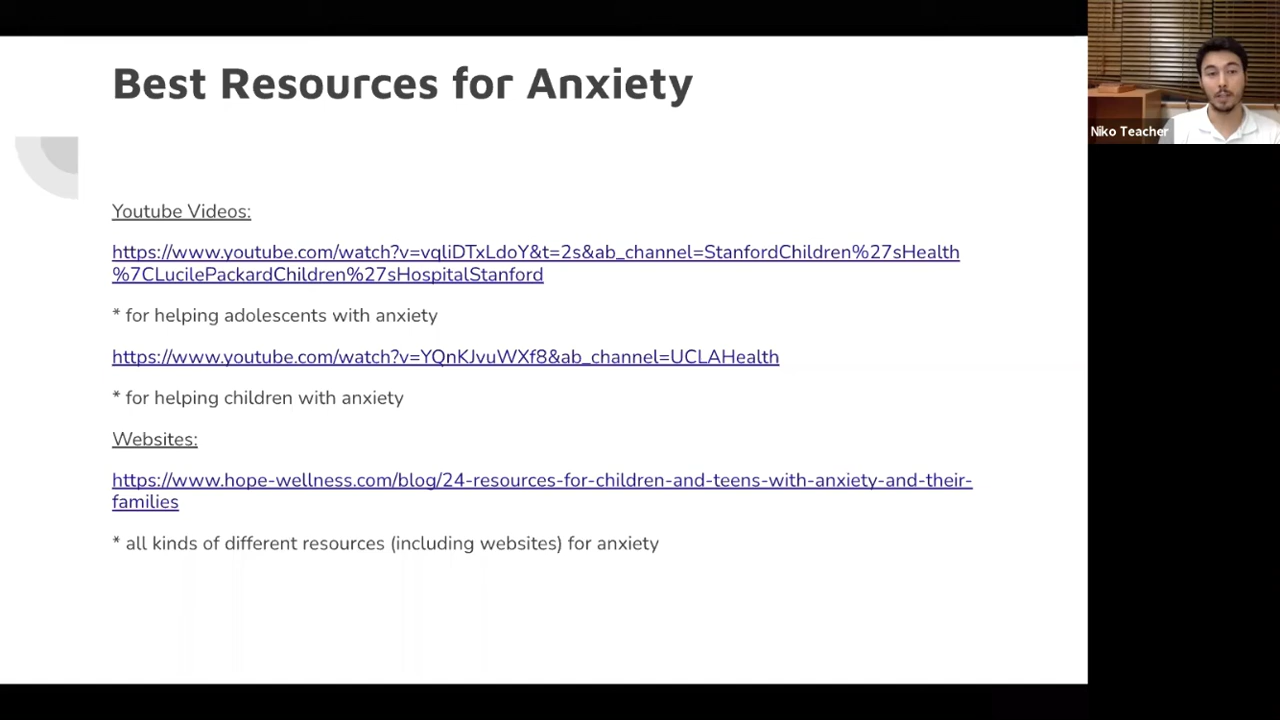 Best Resources for Anxiety
Niko Teacher
Youtube Videos:
https://www.youtube.com/watch?v=vqliDTxLdoY&t=2s&ab_channel=StanfordChildren%27sHealth
%7CLucilePackardChildren%27sHospitalStanford
* for helping adolescents with anxiety
https://www.youtube.com/watch?v=YQnKJvuWXf8&ab_channel=UCLAHealth
* for helping children with anxiety
Websites:
https://www.hope-wellness.com/blog/24-resources-for-children-and-teens-with-anxiety-and-their-
families
* all kinds of different resources (including websites) for anxiety